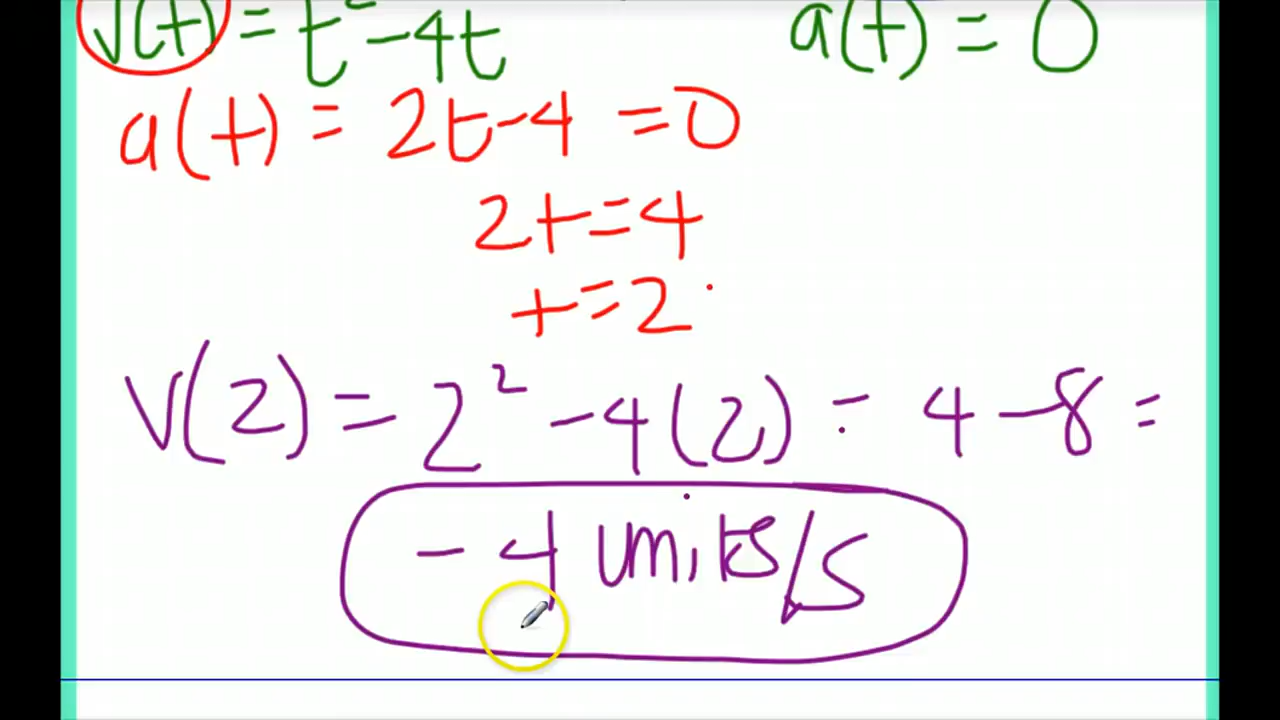 v(t) = t² - 4t
a(t) = 0
a(t) = 2t - 4 = 0
2t = 4
t = 2
v(2) = 2² - 4(2) = 4 - 8 =
- 4 units/s